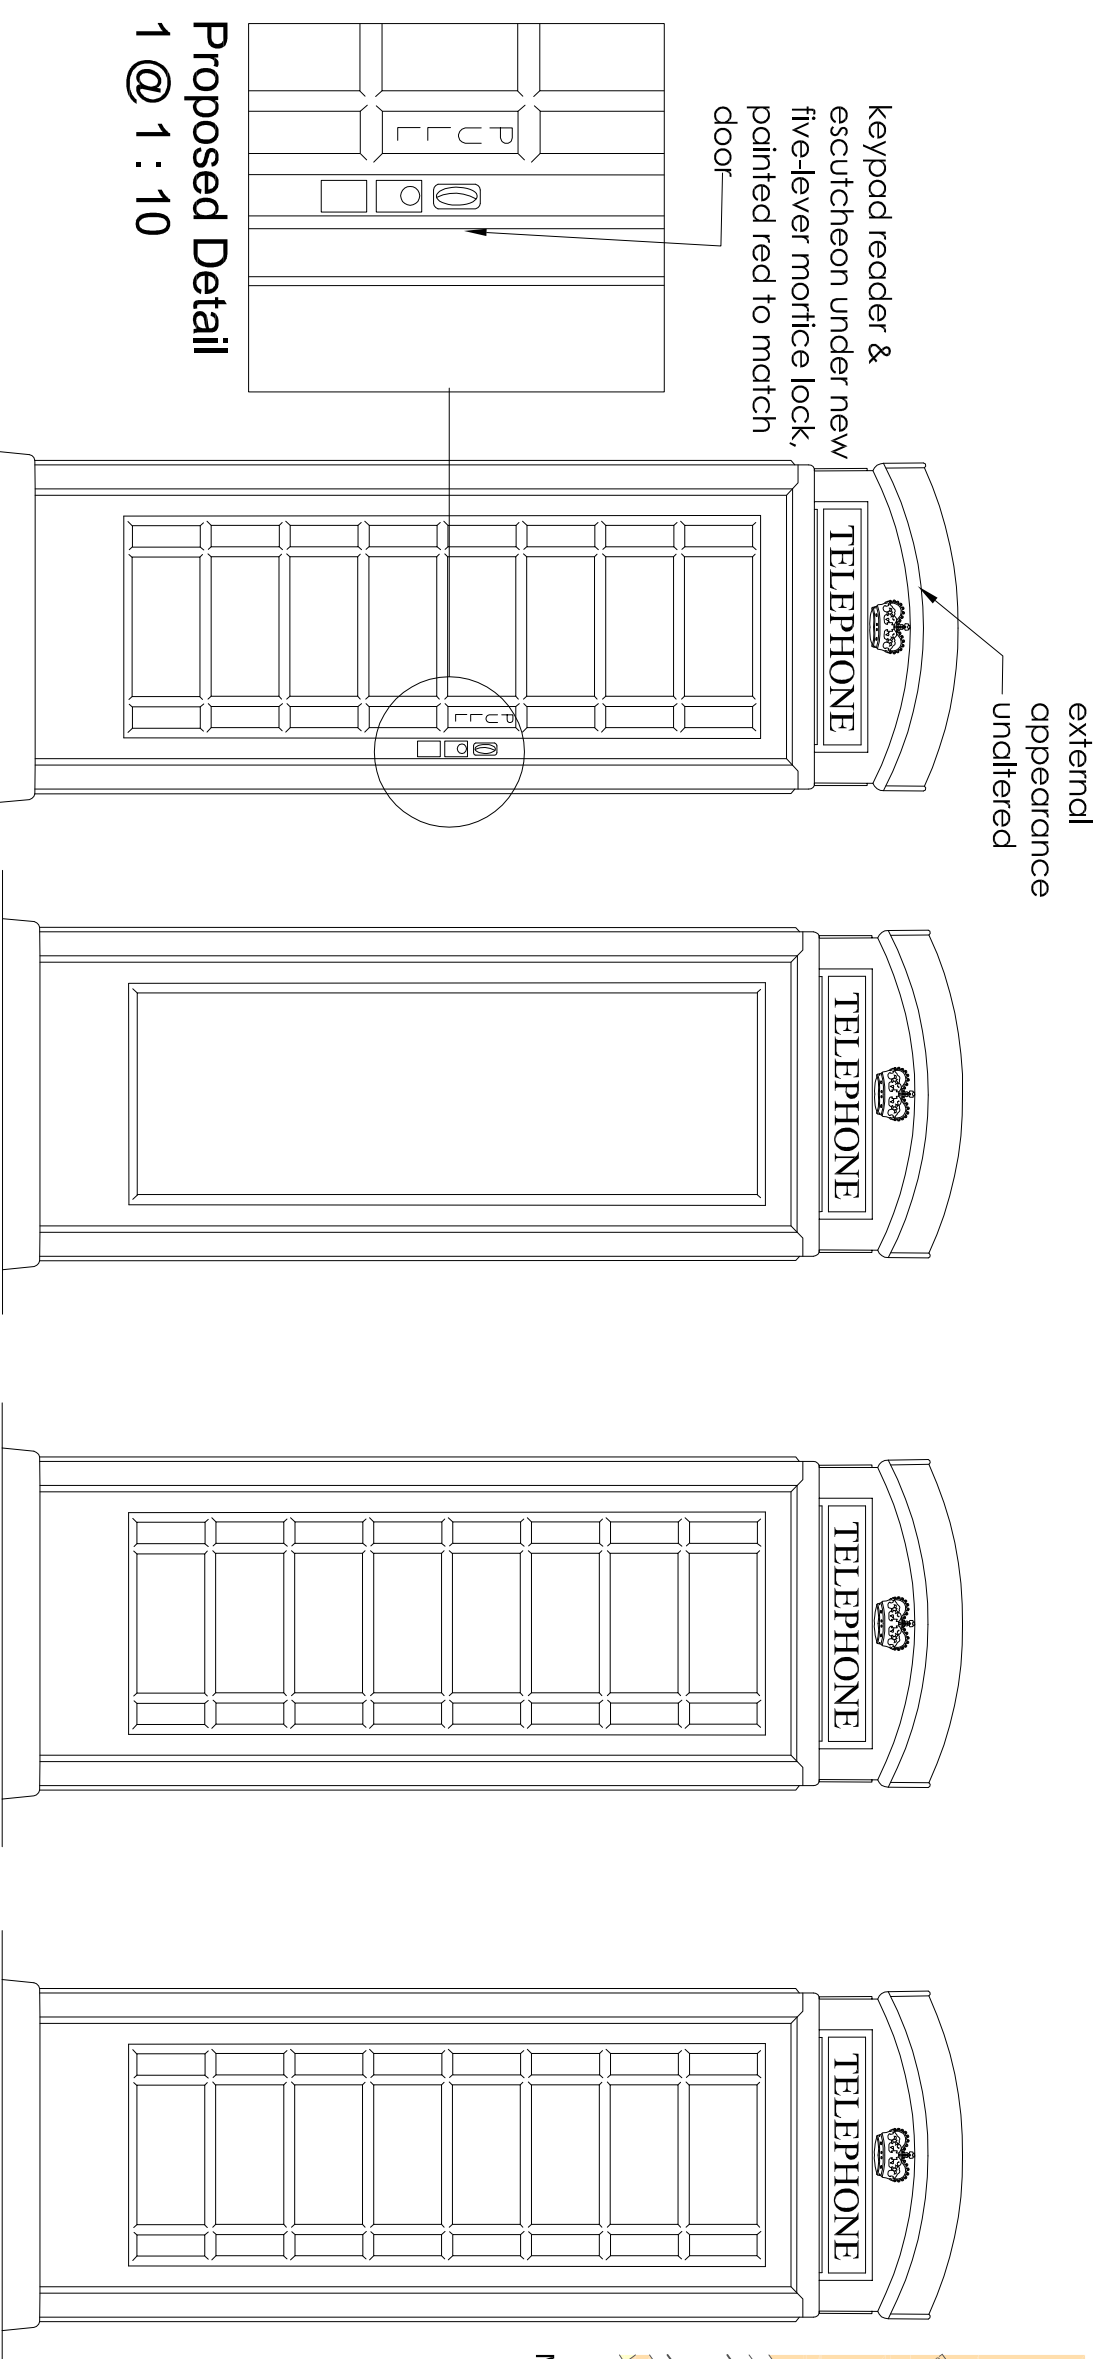 external
appearance
unaltered
keypad reader &
escutcheon under new
five-lever mortice lock,
painted red to match
door
TELEPHONE
TELEPHONE
TELEPHONE
TELEPHONE
PULL
PULL
Proposed Detail
1 @ 1 : 10